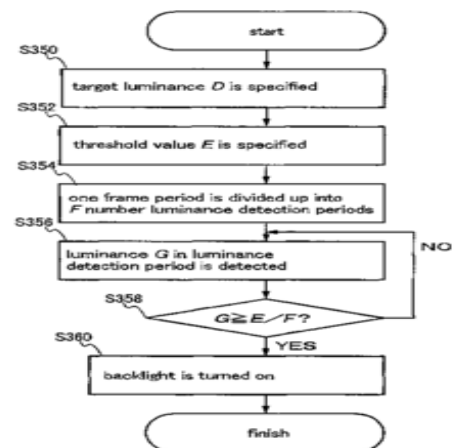 start
S350
target luminance D is specified
S352
threshold value E is specified
S354
one frame period is divided up into
F number luminance detection periods
S356
luminance G in luminance
detection period is detected
NO
S358
G≧E／F?
YES
S360
backlight is turned on
finish